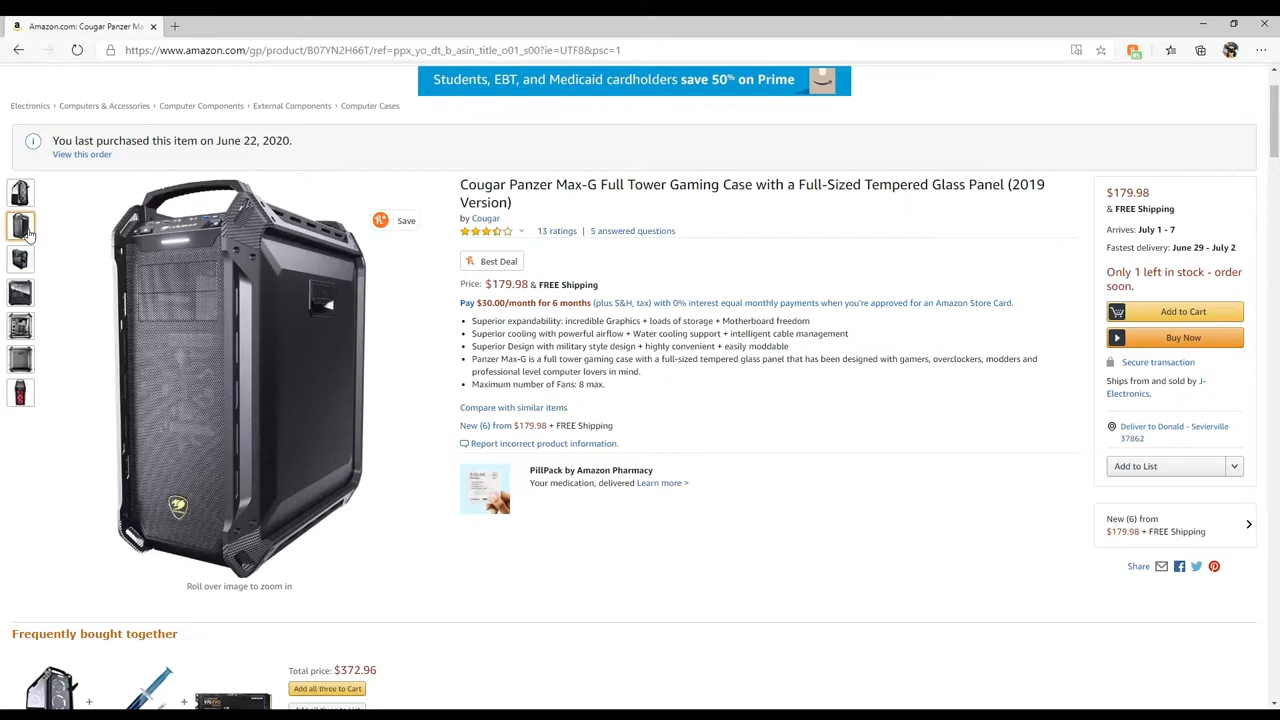 Amazon.com: Cougar Panzer Ma
https://www.amazon.com/gp/product/B07YN2H66T/ref=ppx_yo_dt_b_asin_title_o01_s00?ie=UTF8&psc=1
Students, EBT, and Medicaid cardholders save 50% on Prime
Electronics › Computers & Accessories › Computer Components › External Components › Computer Cases
You last purchased this item on June 22, 2020.
View this order
Cougar Panzer Max-G Full Tower Gaming Case with a Full-Sized Tempered Glass Panel (2019
Version)
by Cougar
13 ratings | 5 answered questions
Save
Best Deal
Price: $179.98 & FREE Shipping
Pay $30.00/month for 6 months (plus S&H, tax) with 0% interest equal monthly payments when you're approved for an Amazon Store Card.
• Superior expandability: incredible Graphics + loads of storage + Motherboard freedom
• Superior cooling with powerful airflow + Water cooling support + intelligent cable management
• Superior Design with military style design + highly convenient + easily moddable
• Panzer Max-G is a full tower gaming case with a full-sized tempered glass panel that has been designed with gamers, overclockers, modders and
professional level computer lovers in mind.
• Maximum number of Fans: 8 max.
Compare with similar items
New (6) from $179.98 + FREE Shipping
Report incorrect product information.
PillPack by Amazon Pharmacy
Your medication, delivered Learn more >
Roll over image to zoom in
$179.98
& FREE Shipping
Arrives: July 1 - 7
Fastest delivery: June 29 - July 2
Only 1 left in stock - order
soon.
Add to Cart
Buy Now
Secure transaction
Ships from and sold by J-
Electronics.
Deliver to Donald - Sevierville
37862
Add to List
New (6) from
$179.98 + FREE Shipping
Share
Frequently bought together
Total price: $372.96
Add all three to Cart